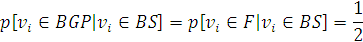 p[v_i ∈ BGP|v_i ∈ BS] = p[v_i ∈ F|v_i ∈ BS] = 1/2